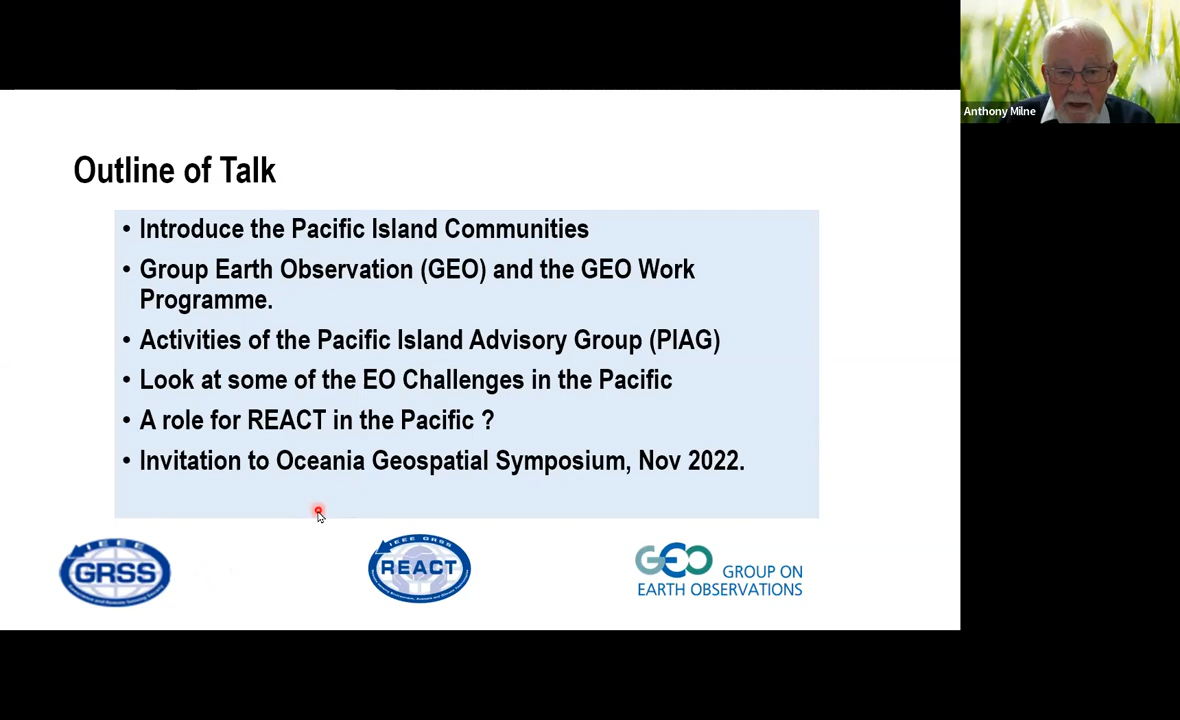 Anthony Milne
Outline of Talk
• Introduce the Pacific Island Communities
• Group Earth Observation (GEO) and the GEO Work
Programme.
• Activities of the Pacific Island Advisory Group (PIAG)
• Look at some of the EO Challenges in the Pacific
• A role for REACT in the Pacific ?
• Invitation to Oceania Geospatial Symposium, Nov 2022.
IEEE
GRSS
IEEE GRSS
REACT
GEO GROUP ON
EARTH OBSERVATIONS